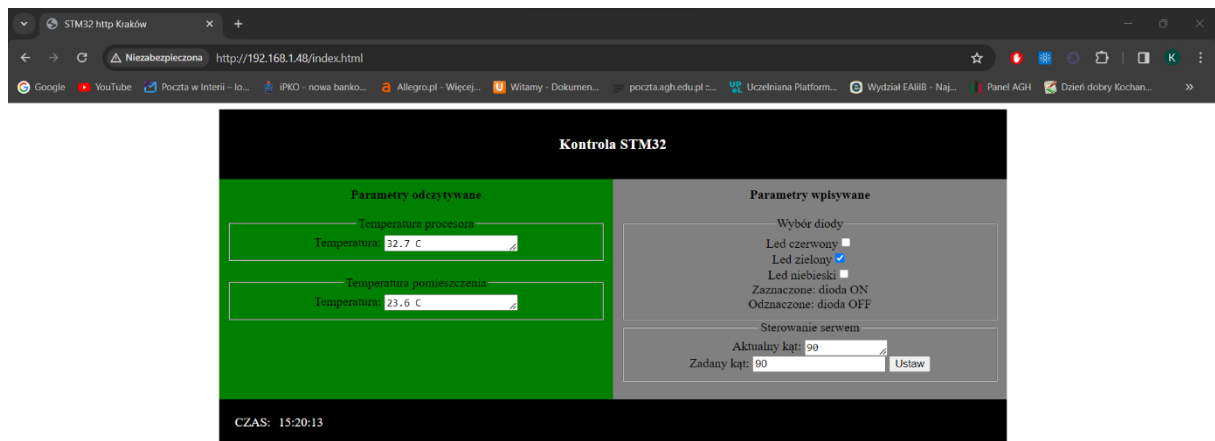 STM32 http Kraków
Niezabezpieczona http://192.168.1.48/index.html
K
Google YouTube Poczta w Interii – lo... iPKO - nowa banko... Allegro.pl - Więcej... Witamy - Dokumen... poczta.agh.edu.pl ::... Uczelniana Platform... Wydział EAIiIB - Naj... Panel AGH Dzień dobry Kochan...
Kontrola STM32
Parametry odczytywane
Temperatura procesora
Temperatura: 32.7 C
Temperatura pomieszczenia
Temperatura: 23.6 C
Parametry wpisywane
Wybór diody
Led czerwony
Led zielony
Led niebieski
Zaznaczone: dioda ON
Odznaczone: dioda OFF
Sterowanie serwem
Aktualny kąt: 90
Zadany kąt: 90 Ustaw
CZAS: 15:20:13